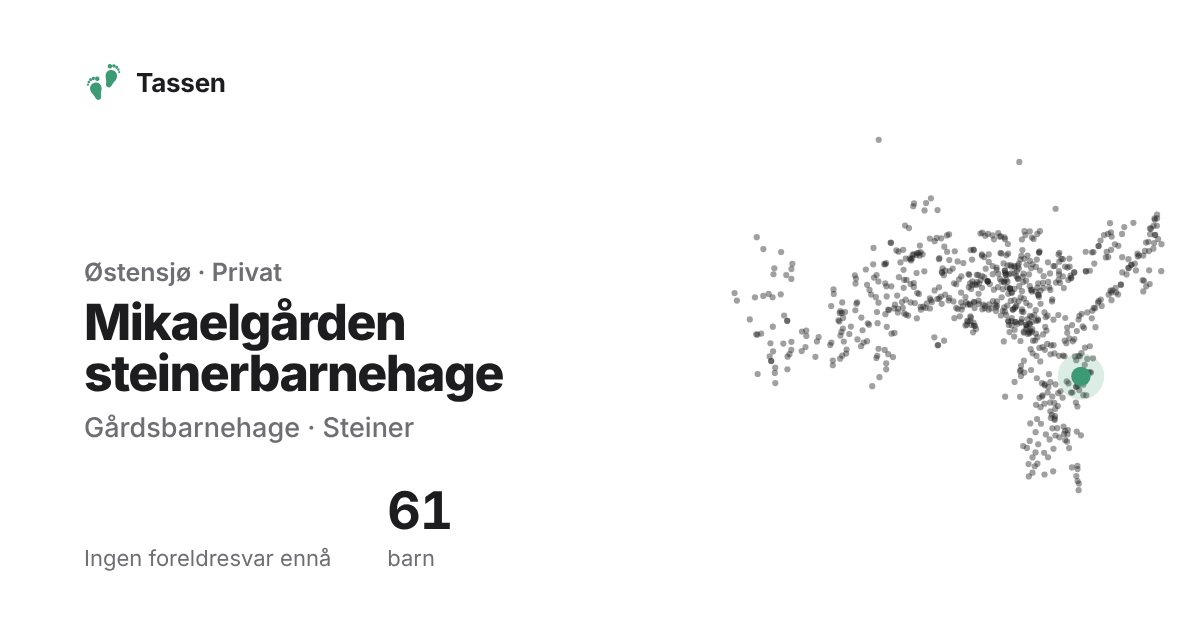 Tassen
Østensjø · Privat
Mikaelgården
steinerbarnehage
Gårdsbarnehage · Steiner
61
Ingen foreldresvar ennå
barn